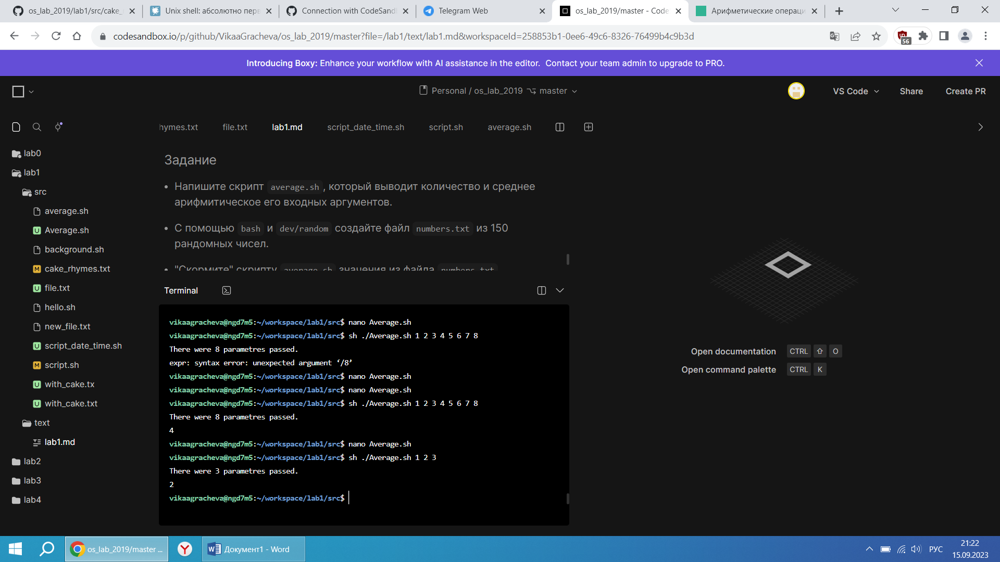 os_lab_2019/lab1/src/cake_
Unix shell: абсолютно перв
Connection with CodeSand
Telegram Web
os_lab_2019/master - Code
Арифметические операци
codesandbox.io/p/github/VikaaGracheva/os_lab_2019/master?file=/lab1/text/lab1.md&workspaceId=258853b1-0ee6-49c6-8326-76499b4c9b3d
56
Introducing Boxy: Enhance your workflow with AI assistance in the editor. Contact your team admin to upgrade to PRO.
Personal / os_lab_2019 master
VS Code
Share
Create PR
hymes.txt
file.txt
lab1.md
script_date_time.sh
script.sh
average.sh
lab0
lab1
src
average.sh
U Average.sh
background.sh
M cake_rhymes.txt
U file.txt
hello.sh
new_file.txt
U script_date_time.sh
M script.sh
U with_cake.tx
U with_cake.txt
text
lab1.md
lab2
lab3
lab4
Задание
• Напишите скрипт average.sh, который выводит количество и среднее
арифмитическое его входных аргументов.
• С помощью bash и dev/random создайте файл numbers.txt из 150
рандомных чисел.
• "Скормите" скрипту average.sh значения из файла numbers.txt
Terminal
vikaagracheva@ngd7m5:~/workspace/lab1/src$ nano Average.sh
vikaagracheva@ngd7m5:~/workspace/lab1/src$ sh ./Average.sh 1 2 3 4 5 6 7 8
There were 8 parametres passed.
expr: syntax error: unexpected argument ‘/8’
vikaagracheva@ngd7m5:~/workspace/lab1/src$ nano Average.sh
vikaagracheva@ngd7m5:~/workspace/lab1/src$ nano Average.sh
vikaagracheva@ngd7m5:~/workspace/lab1/src$ sh ./Average.sh 1 2 3 4 5 6 7 8
There were 8 parametres passed.
4
vikaagracheva@ngd7m5:~/workspace/lab1/src$ nano Average.sh
vikaagracheva@ngd7m5:~/workspace/lab1/src$ sh ./Average.sh 1 2 3
There were 3 parametres passed.
2
vikaagracheva@ngd7m5:~/workspace/lab1/src$
Open documentation CTRL ⇧ O
Open command palette CTRL K
os_lab_2019/master ...
Документ1 - Word
РУС
21:22
15.09.2023